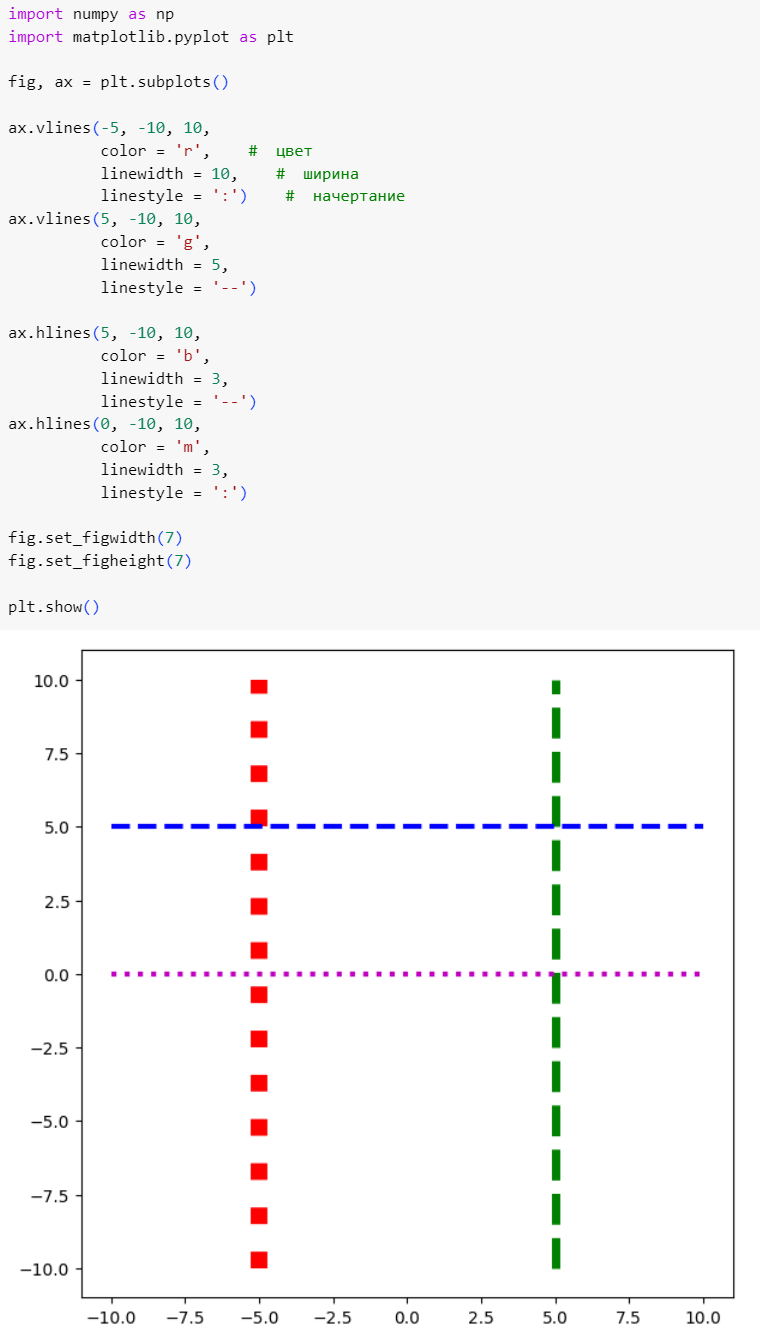 import numpy as np
import matplotlib.pyplot as plt
fig, ax = plt.subplots()
ax.vlines(-5, -10, 10,
color = 'r',    #  цвет
linewidth = 10,    #  ширина
linestyle = ':')    #  начертание
ax.vlines(5, -10, 10,
color = 'g',
linewidth = 5,
linestyle = '--')
ax.hlines(5, -10, 10,
color = 'b',
linewidth = 3,
linestyle = '--')
ax.hlines(0, -10, 10,
color = 'm',
linewidth = 3,
linestyle = ':')
fig.set_figwidth(7)
fig.set_figheight(7)
plt.show()
10.0
7.5
5.0
2.5
0.0
−2.5
−5.0
−7.5
−10.0
−10.0 −7.5 −5.0 −2.5 0.0 2.5 5.0 7.5 10.0